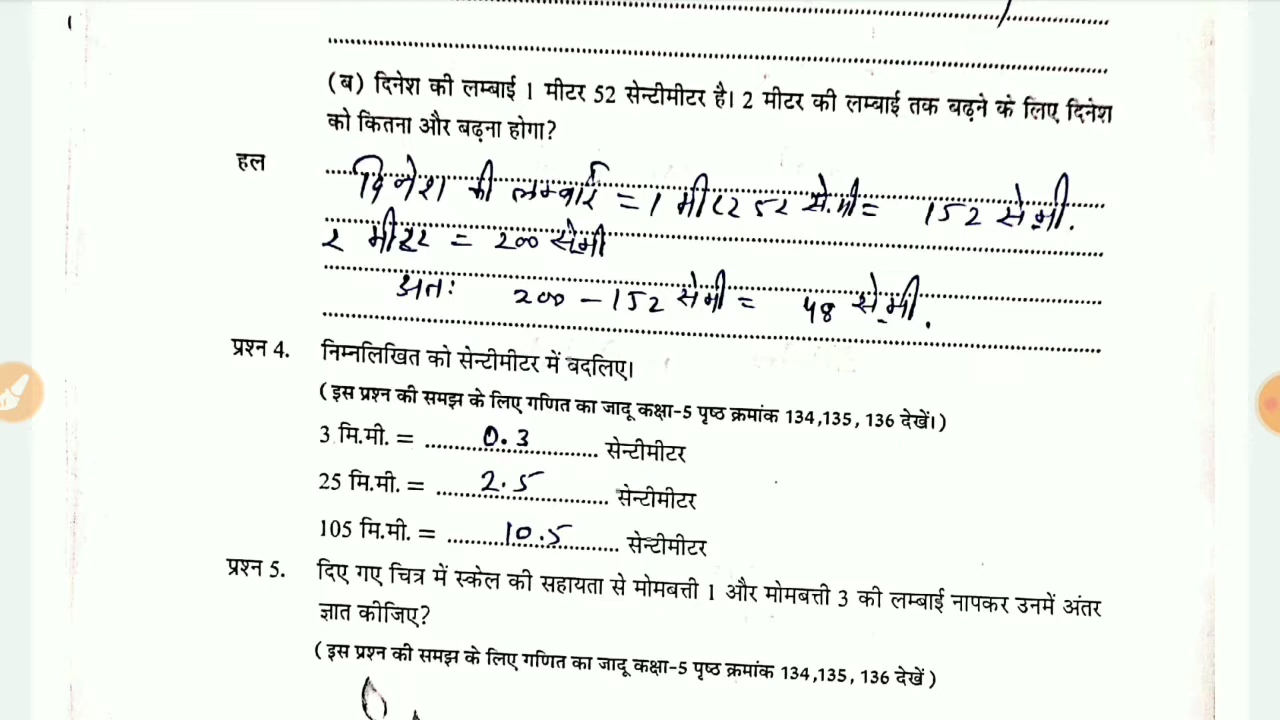 (ब) दिनेश की लम्बाई 1 मीटर 52 सेन्टीमीटर है। 2 मीटर की लम्बाई तक बढ़ने के लिए दिनेश
को कितना और बढ़ना होगा?
हल
दिनेश की लम्बाई = 1 मीटर 52 से.मी = 152 से.मी.
2 मीटर = 200 से.मी
अतः 200 - 152 सेमी = 48 से.मी.
प्रश्न 4. निम्नलिखित को सेन्टीमीटर में बदलिए।
(इस प्रश्न की समझ के लिए गणित का जादू कक्षा-5 पृष्ठ क्रमांक 134,135, 136 देखें।)
3 मि.मी. = .......... 0.3 .......... सेन्टीमीटर
25 मि.मी. = .......... 2.5 .......... सेन्टीमीटर
105 मि.मी. = .......... 10.5 .......... सेन्टीमीटर
प्रश्न 5. दिए गए चित्र में स्केल की सहायता से मोमबत्ती 1 और मोमबत्ती 3 की लम्बाई नापकर उनमें अंतर
ज्ञात कीजिए?
(इस प्रश्न की समझ के लिए गणित का जादू कक्षा-5 पृष्ठ क्रमांक 134,135, 136 देखें)